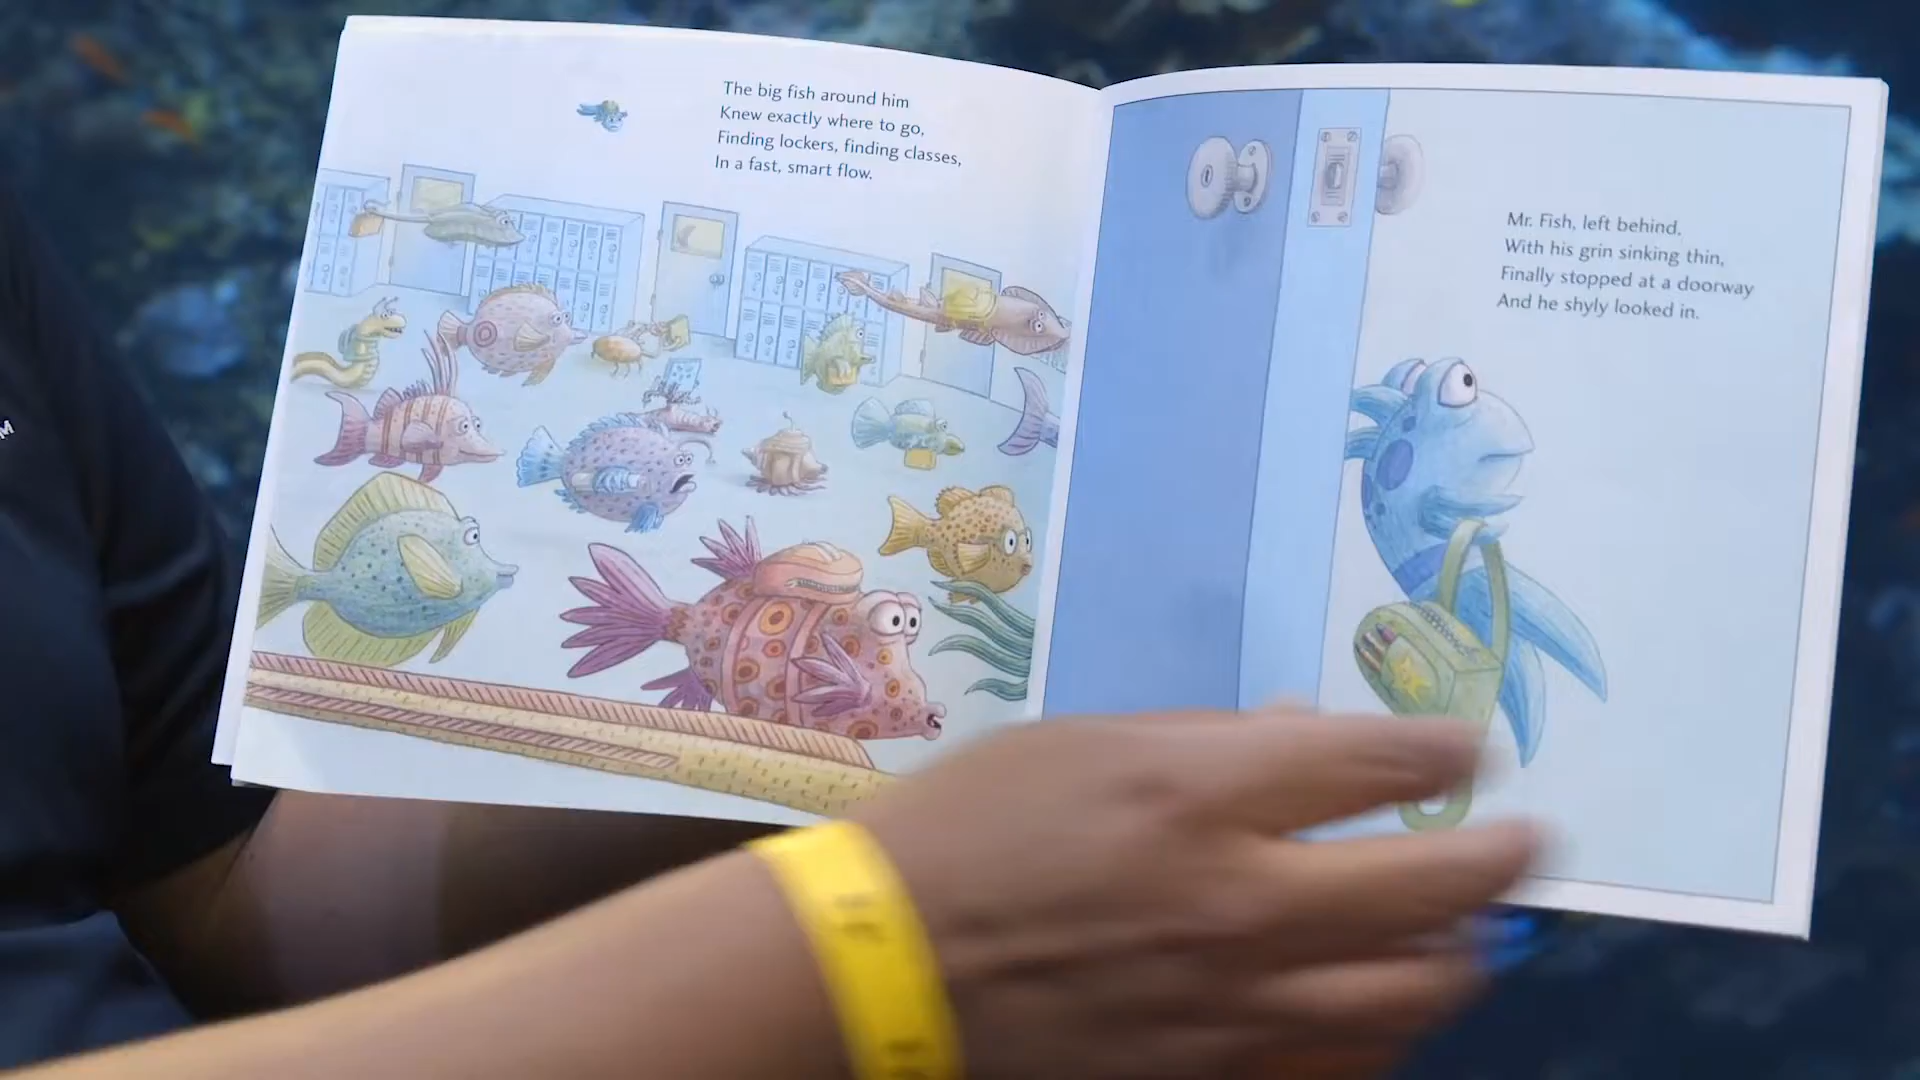 The big fish around him
Knew exactly where to go,
Finding lockers, finding classes,
In a fast, smart flow.
Mr. Fish, left behind,
With his grin sinking thin,
Finally stopped at a doorway
And he shyly looked in.
M